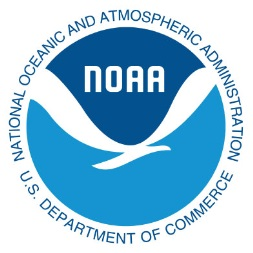 NATIONAL OCEANIC AND ATMOSPHERIC ADMINISTRATION
NOAA
U.S. DEPARTMENT OF COMMERCE